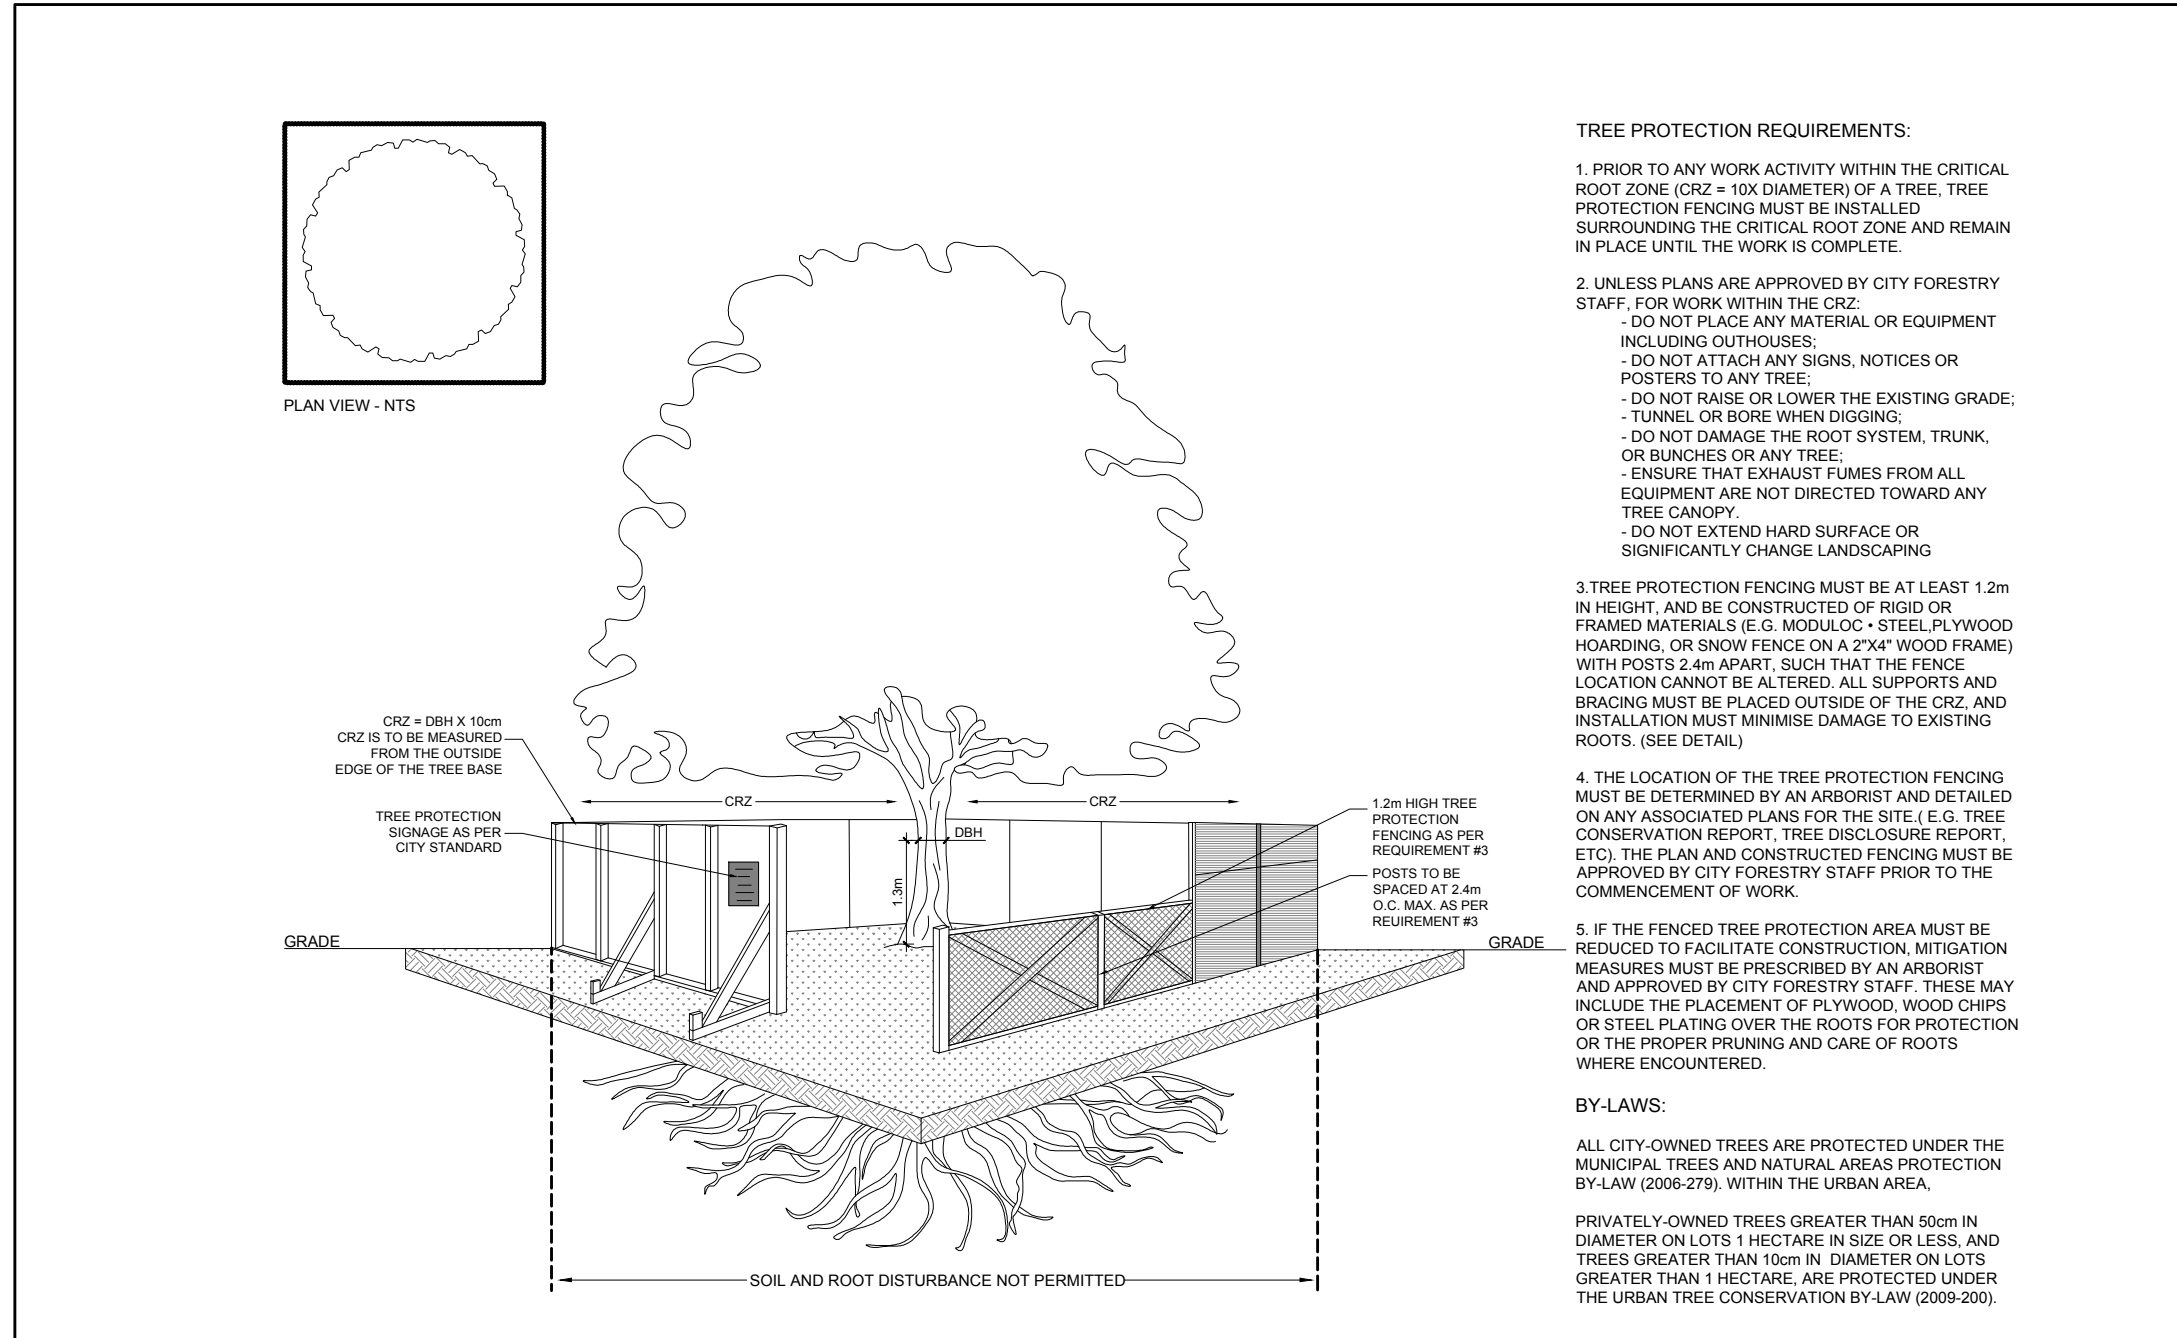 PLAN VIEW - NTS
CRZ = DBH X 10cm
CRZ IS TO BE MEASURED
FROM THE OUTSIDE
EDGE OF THE TREE BASE
TREE PROTECTION
SIGNAGE AS PER
CITY STANDARD
GRADE
CRZ
CRZ
DBH
1.3m
1.2m HIGH TREE
PROTECTION
FENCING AS PER
REQUIREMENT #3
POSTS TO BE
SPACED AT 2.4m
O.C. MAX. AS PER
REUIREMENT #3
GRADE
SOIL AND ROOT DISTURBANCE NOT PERMITTED
TREE PROTECTION REQUIREMENTS:
1. PRIOR TO ANY WORK ACTIVITY WITHIN THE CRITICAL
ROOT ZONE (CRZ = 10X DIAMETER) OF A TREE, TREE
PROTECTION FENCING MUST BE INSTALLED
SURROUNDING THE CRITICAL ROOT ZONE AND REMAIN
IN PLACE UNTIL THE WORK IS COMPLETE.
2. UNLESS PLANS ARE APPROVED BY CITY FORESTRY
STAFF, FOR WORK WITHIN THE CRZ:
- DO NOT PLACE ANY MATERIAL OR EQUIPMENT
INCLUDING OUTHOUSES;
- DO NOT ATTACH ANY SIGNS, NOTICES OR
POSTERS TO ANY TREE;
- DO NOT RAISE OR LOWER THE EXISTING GRADE;
- TUNNEL OR BORE WHEN DIGGING;
- DO NOT DAMAGE THE ROOT SYSTEM, TRUNK,
OR BUNCHES OR ANY TREE;
- ENSURE THAT EXHAUST FUMES FROM ALL
EQUIPMENT ARE NOT DIRECTED TOWARD ANY
TREE CANOPY.
- DO NOT EXTEND HARD SURFACE OR
SIGNIFICANTLY CHANGE LANDSCAPING
3.TREE PROTECTION FENCING MUST BE AT LEAST 1.2m
IN HEIGHT, AND BE CONSTRUCTED OF RIGID OR
FRAMED MATERIALS (E.G. MODULOC • STEEL,PLYWOOD
HOARDING, OR SNOW FENCE ON A 2"X4" WOOD FRAME)
WITH POSTS 2.4m APART, SUCH THAT THE FENCE
LOCATION CANNOT BE ALTERED. ALL SUPPORTS AND
BRACING MUST BE PLACED OUTSIDE OF THE CRZ, AND
INSTALLATION MUST MINIMISE DAMAGE TO EXISTING
ROOTS. (SEE DETAIL)
4. THE LOCATION OF THE TREE PROTECTION FENCING
MUST BE DETERMINED BY AN ARBORIST AND DETAILED
ON ANY ASSOCIATED PLANS FOR THE SITE.( E.G. TREE
CONSERVATION REPORT, TREE DISCLOSURE REPORT,
ETC). THE PLAN AND CONSTRUCTED FENCING MUST BE
APPROVED BY CITY FORESTRY STAFF PRIOR TO THE
COMMENCEMENT OF WORK.
5. IF THE FENCED TREE PROTECTION AREA MUST BE
REDUCED TO FACILITATE CONSTRUCTION, MITIGATION
MEASURES MUST BE PRESCRIBED BY AN ARBORIST
AND APPROVED BY CITY FORESTRY STAFF. THESE MAY
INCLUDE THE PLACEMENT OF PLYWOOD, WOOD CHIPS
OR STEEL PLATING OVER THE ROOTS FOR PROTECTION
OR THE PROPER PRUNING AND CARE OF ROOTS
WHERE ENCOUNTERED.
BY-LAWS:
ALL CITY-OWNED TREES ARE PROTECTED UNDER THE
MUNICIPAL TREES AND NATURAL AREAS PROTECTION
BY-LAW (2006-279). WITHIN THE URBAN AREA,
PRIVATELY-OWNED TREES GREATER THAN 50cm IN
DIAMETER ON LOTS 1 HECTARE IN SIZE OR LESS, AND
TREES GREATER THAN 10cm IN  DIAMETER ON LOTS
GREATER THAN 1 HECTARE, ARE PROTECTED UNDER
THE URBAN TREE CONSERVATION BY-LAW (2009-200).